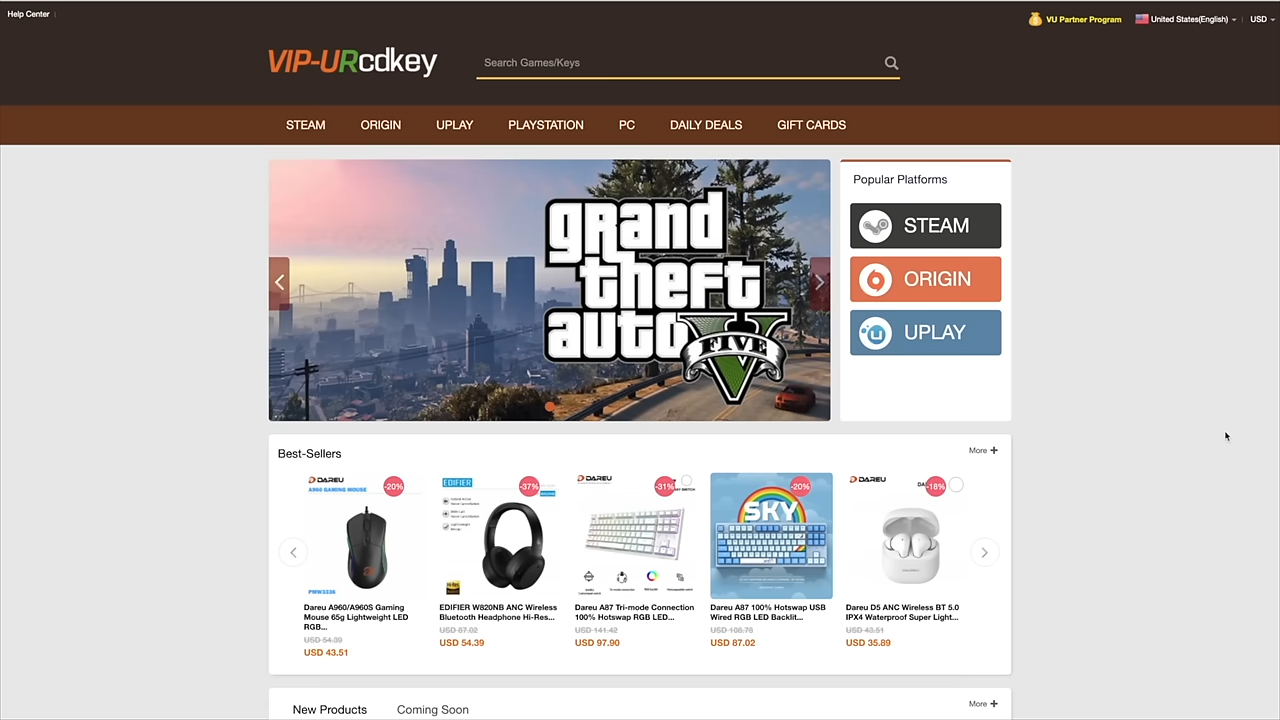 Help Center
VU Partner Program
United States(English)
USD
VIP-URcdkey
Search Games/Keys
STEAM
ORIGIN
UPLAY
PLAYSTATION
PC
DAILY DEALS
GIFT CARDS
grand
theft
auto
FIVE
Popular Platforms
STEAM
ORIGIN
UPLAY
Best-Sellers
More +
DAREU
A960 GAMING MOUSE
-20%
PMW3336
Dareu A960/A960S Gaming
Mouse 65g Lightweight LED
RGB...
USD 54.39
USD 43.51
EDIFIER
-37%
EDIFIER W820NB ANC Wireless
Bluetooth Headphone Hi-Res...
USD 87.02
USD 54.39
DAREU
-31%
Dareu A87 Tri-mode Connection
100% Hotswap RGB LED...
USD 141.42
USD 97.90
-20%
SKY
Dareu A87 100% Hotswap USB
Wired RGB LED Backlit...
USD 108.78
USD 87.02
DAREU
-18%
Dareu D5 ANC Wireless BT 5.0
IPX4 Waterproof Super Light...
USD 43.51
USD 35.89
New Products
Coming Soon
More +